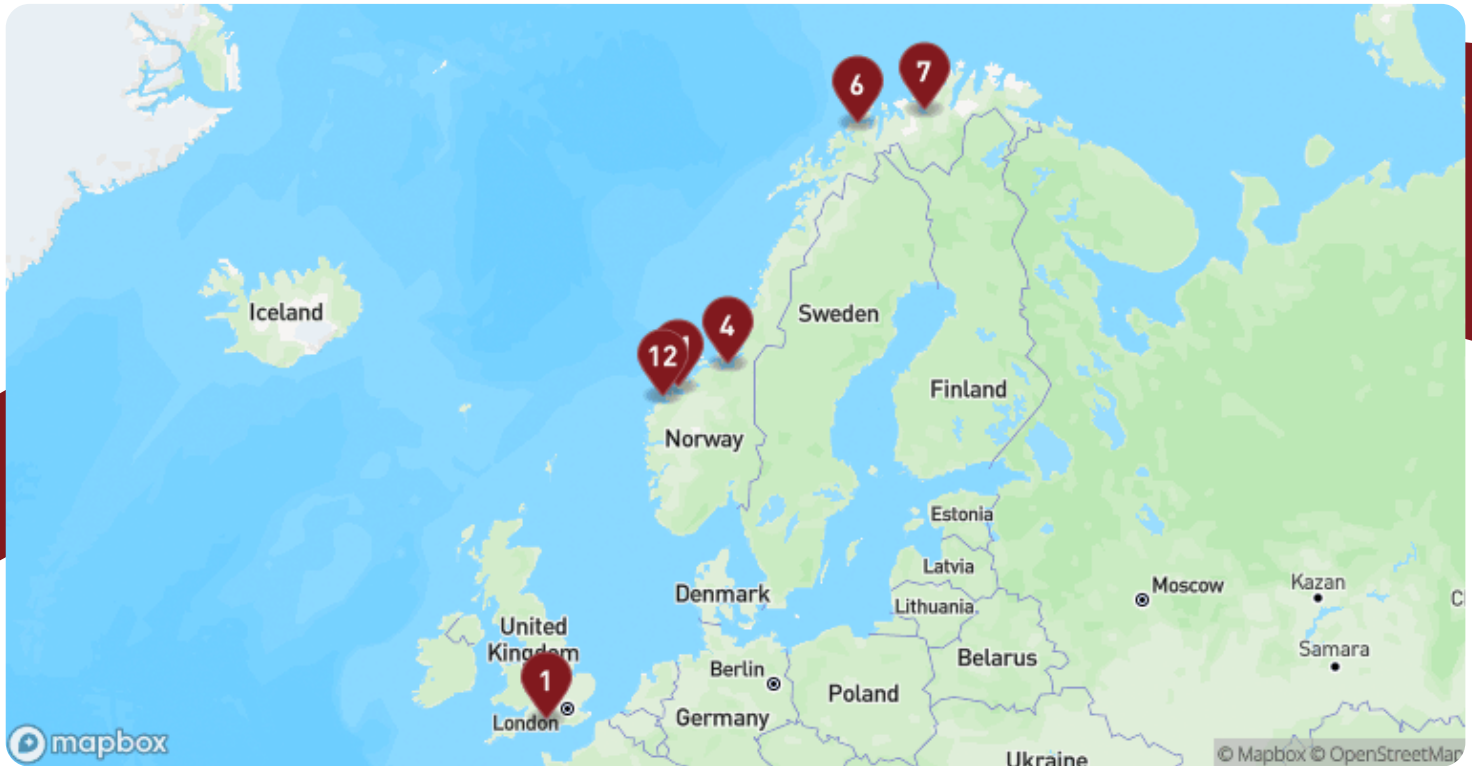 6
7
Iceland
Sweden
4
12
Finland
Norway
Estonia
Latvia
Denmark
Lithuania
Moscow
Kazan
United
Kingdom
Belarus
Samara
1
Berlin
Poland
London
Germany
mapbox
© Mapbox © OpenStreetMap
Ukraine